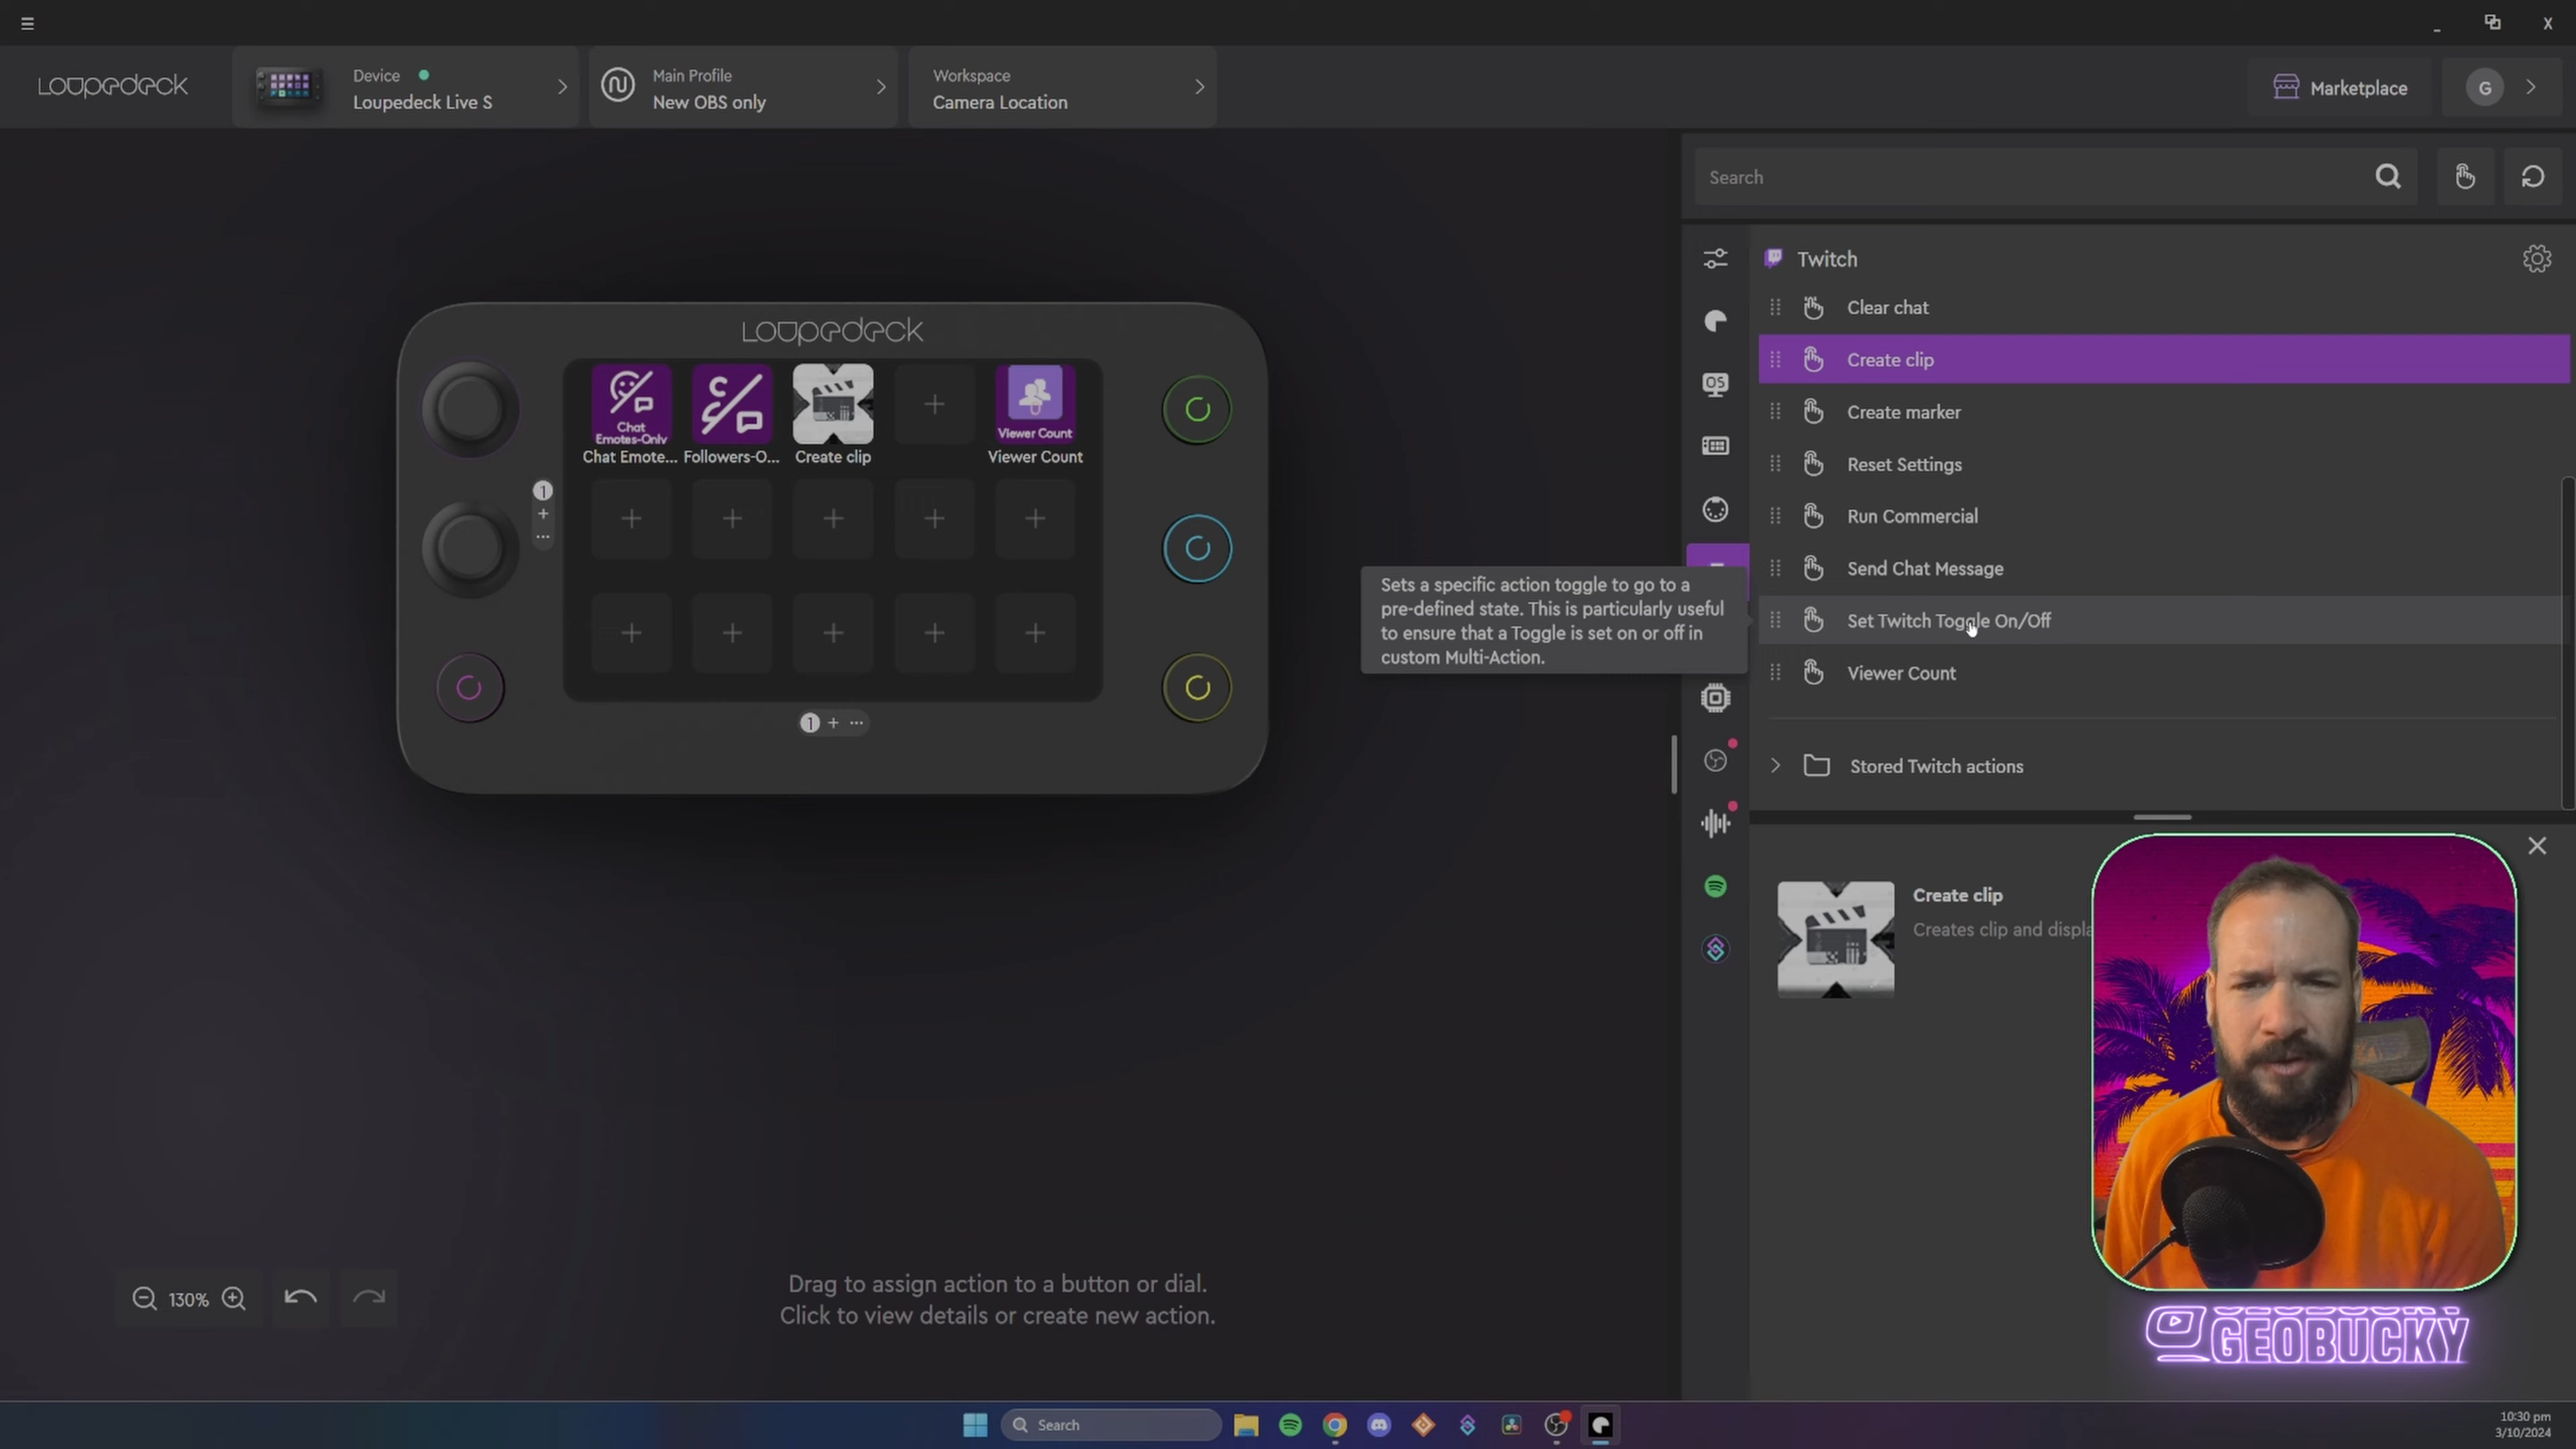 Loupedeck
Device
Loupedeck Live S
Main Profile
New OBS only
Workspace
Camera Location
Marketplace
G
Search
Twitch
Clear chat
Create clip
Create marker
Reset Settings
Run Commercial
Send Chat Message
Set Twitch Toggle On/Off
Viewer Count
Stored Twitch actions
OS
Sets a specific action toggle to go to a
pre-defined state. This is particularly useful
to ensure that a Toggle is set on or off in
custom Multi-Action.
Loupedeck
Chat
Emotes-Only
Viewer Count
Chat Emote... Followers-O... Create clip Viewer Count
1
1
Create clip
Creates clip and displa
GEOBUCKY
130%
Drag to assign action to a button or dial.
Click to view details or create new action.
Search
10:30 pm
3/10/2024